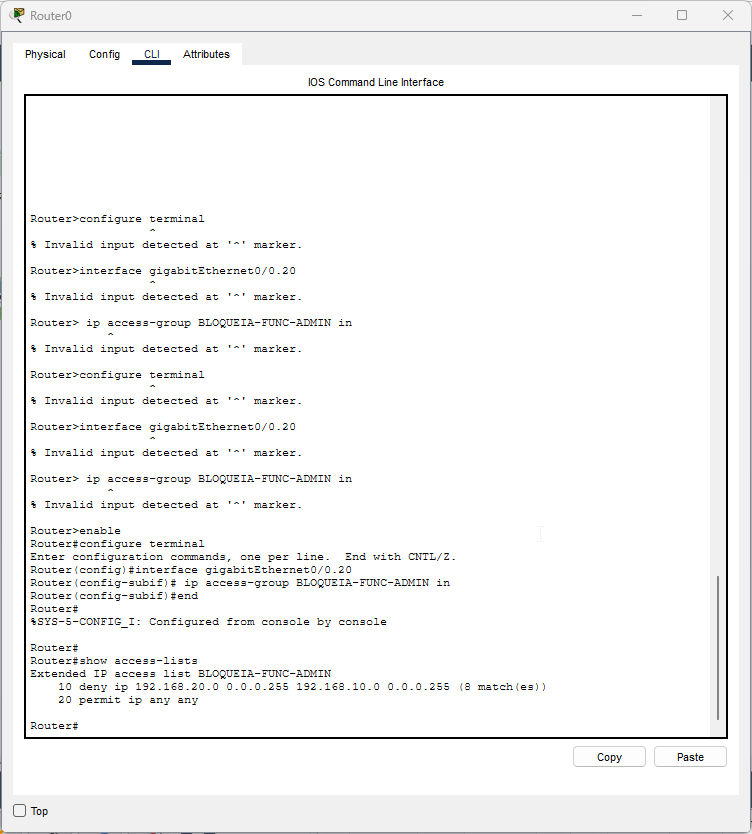 Router0
Physical Config CLI Attributes
IOS Command Line Interface
Router>configure terminal
^
% Invalid input detected at '^' marker.
Router>interface gigabitEthernet0/0.20
^
% Invalid input detected at '^' marker.
Router> ip access-group BLOQUEIA-FUNC-ADMIN in
^
% Invalid input detected at '^' marker.
Router>configure terminal
^
% Invalid input detected at '^' marker.
Router>interface gigabitEthernet0/0.20
^
% Invalid input detected at '^' marker.
Router> ip access-group BLOQUEIA-FUNC-ADMIN in
^
% Invalid input detected at '^' marker.
Router>enable
Router#configure terminal
Enter configuration commands, one per line.  End with CNTL/Z.
Router(config)#interface gigabitEthernet0/0.20
Router(config-subif)# ip access-group BLOQUEIA-FUNC-ADMIN in
Router(config-subif)#end
Router#
%SYS-5-CONFIG_I: Configured from console by console
Router#
Router#show access-lists
Extended IP access list BLOQUEIA-FUNC-ADMIN
    10 deny ip 192.168.20.0 0.0.0.255 192.168.10.0 0.0.0.255 (8 match(es))
    20 permit ip any any
Router#
Copy Paste
Top